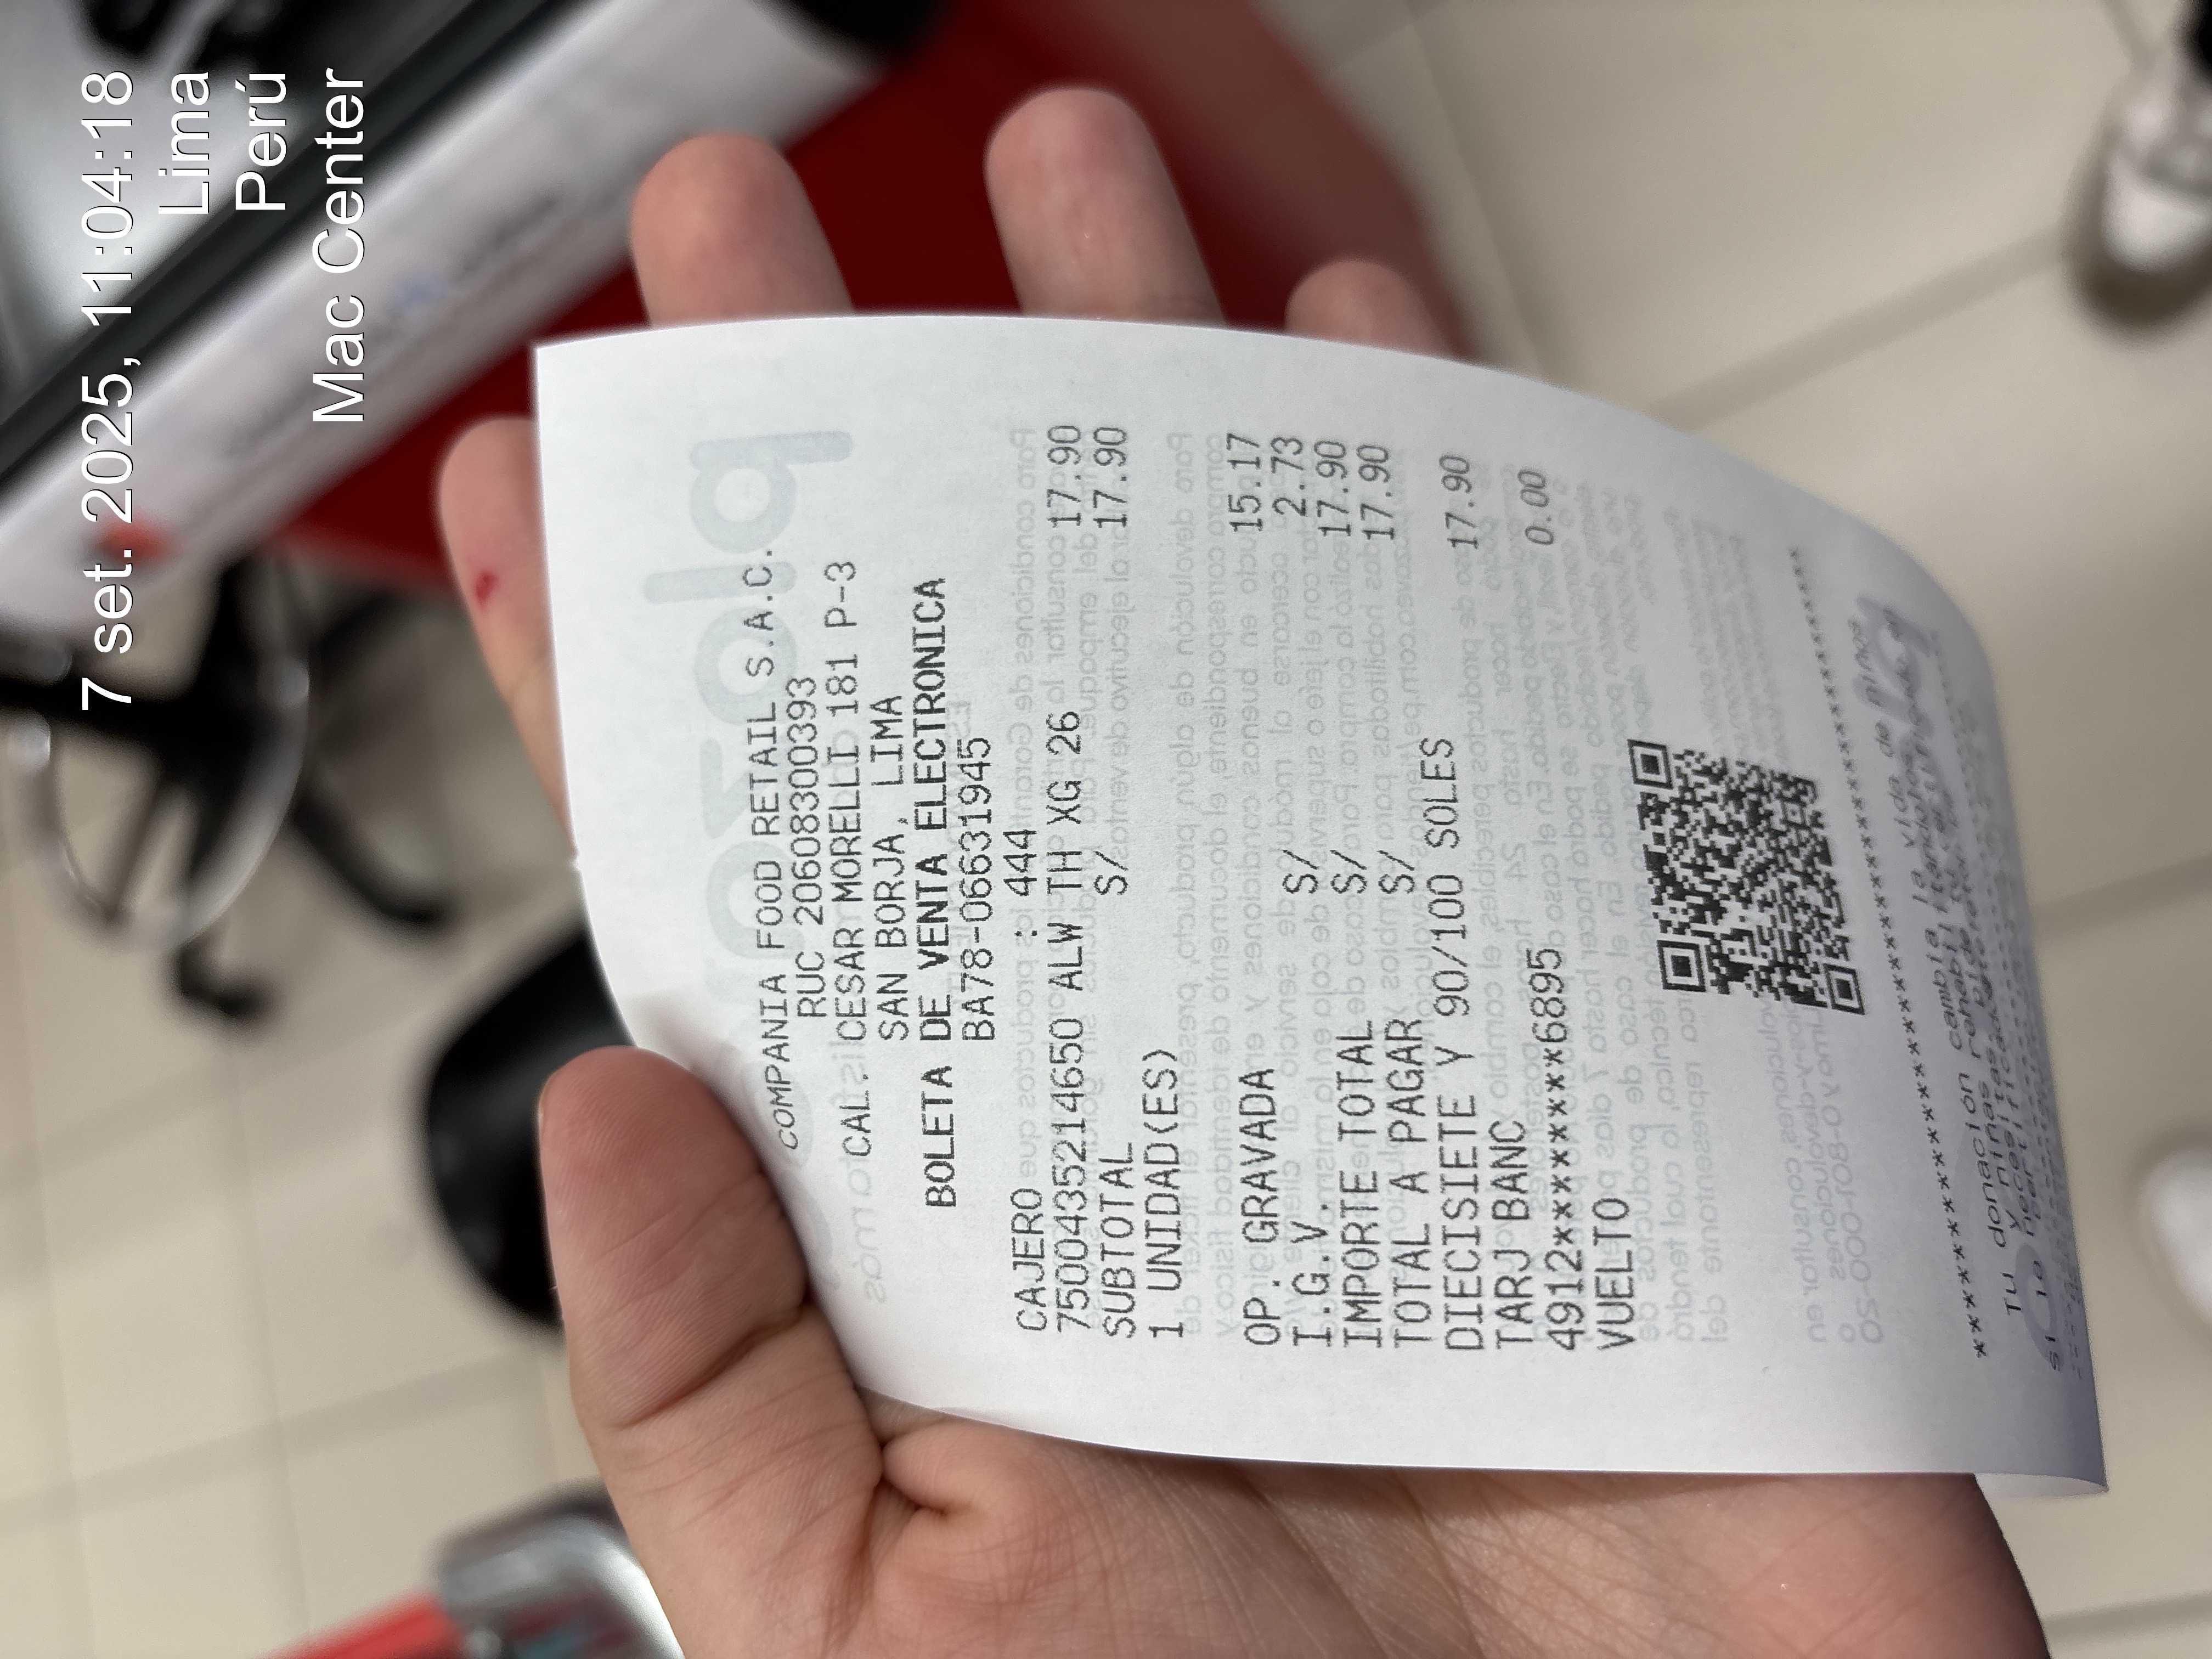 7 set. 2025, 11:04:18
Lima
Perú
Mac Center
COMPANIA FOOD RETAIL S.A.C.
RUC 20608300393
CAL. CESAR MORELLI 181 P-3
SAN BORJA, LIMA
BOLETA DE VENTA ELECTRONICA
BA78-06631945
CAJERO : 444
7500435214650 ALW TH XG 26 17.90
SUBTOTAL S/ 17.90
1 UNIDAD(ES)
OP. GRAVADA 15.17
I.G.V. S/ 2.73
IMPORTE TOTAL S/ 17.90
TOTAL A PAGAR S/ 17.90
DIECISIETE Y 90/100 SOLES
TARJ BANC 17.90
4912********6895
VUELTO 0.00
****************************************
Tu donación cambia la vida de niños
y niñas rehabilitándolos.
Si lo necesitas, pide tu certificado en